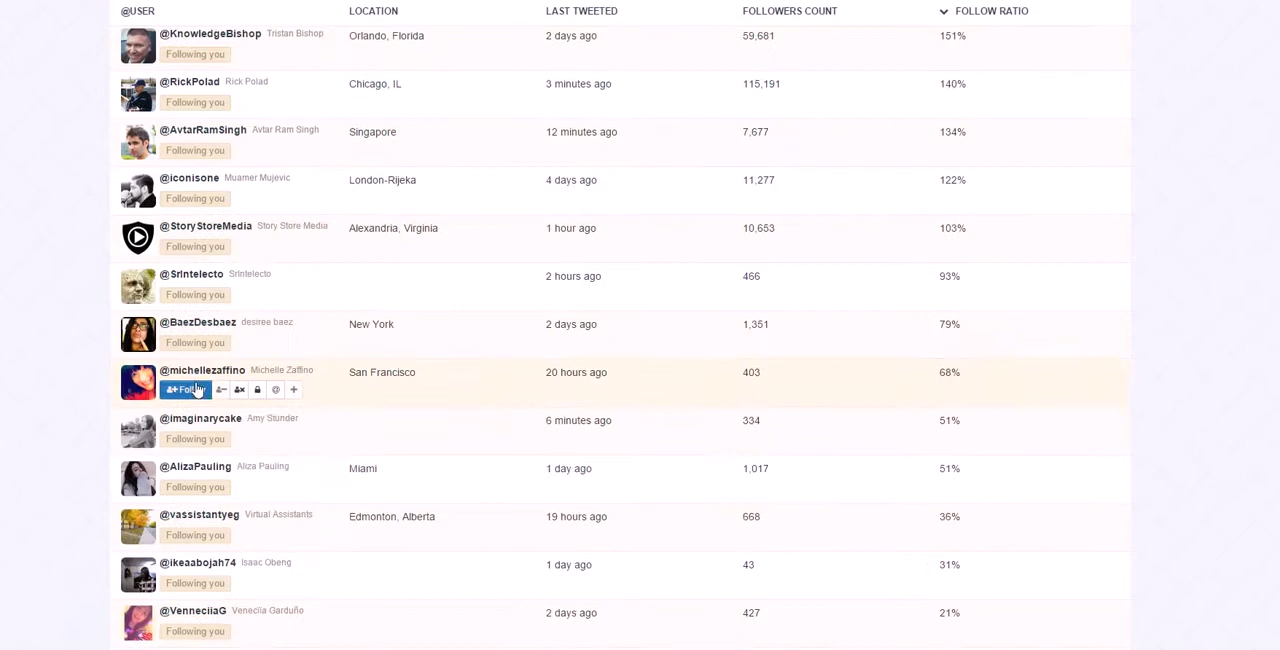 @USER LOCATION LAST TWEETED FOLLOWERS COUNT FOLLOW RATIO
@KnowledgeBishop Tristan Bishop Orlando, Florida 2 days ago 59,681 151%
Following you
@RickPolad Rick Polad Chicago, IL 3 minutes ago 115,191 140%
Following you
@AvtarRamSingh Avtar Ram Singh Singapore 12 minutes ago 7,677 134%
Following you
@iconisone Muamer Mujevic London-Rijeka 4 days ago 11,277 122%
Following you
@StoryStoreMedia Story Store Media Alexandria, Virginia 1 hour ago 10,653 103%
Following you
@SrIntelecto SrIntelecto 2 hours ago 466 93%
Following you
@BaezDesbaez desiree baez New York 2 days ago 1,351 79%
Following you
@michellezaffino Michelle Zaffino San Francisco 20 hours ago 403 68%
@
@imaginarycake Amy Stunder 6 minutes ago 334 51%
Following you
@AlizaPauling Aliza Pauling Miami 1 day ago 1,017 51%
Following you
@vassistantyeg Virtual Assistants Edmonton, Alberta 19 hours ago 668 36%
Following you
@ikeaabojah74 Isaac Obeng 1 day ago 43 31%
Following you
@VenneciiaG Veneciia Garduño 2 days ago 427 21%
Following you